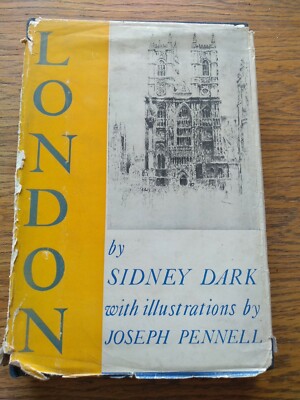 LONDON
by
SIDNEY DARK
with illustrations by
JOSEPH PENNELL